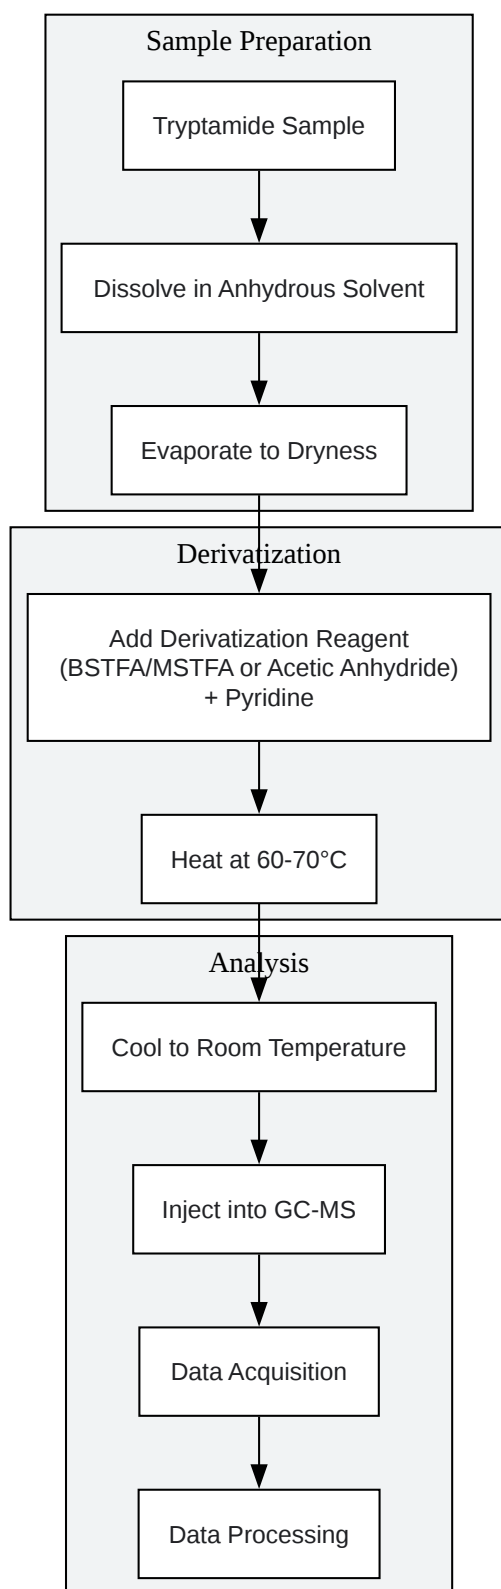 Sample Preparation
Tryptamide Sample
Dissolve in Anhydrous Solvent
Evaporate to Dryness
Derivatization
Add Derivatization Reagent
(BSTFA/MSTFA or Acetic Anhydride)
+ Pyridine
Heat at 60-70°C
Analysis
Cool to Room Temperature
Inject into GC-MS
Data Acquisition
Data Processing